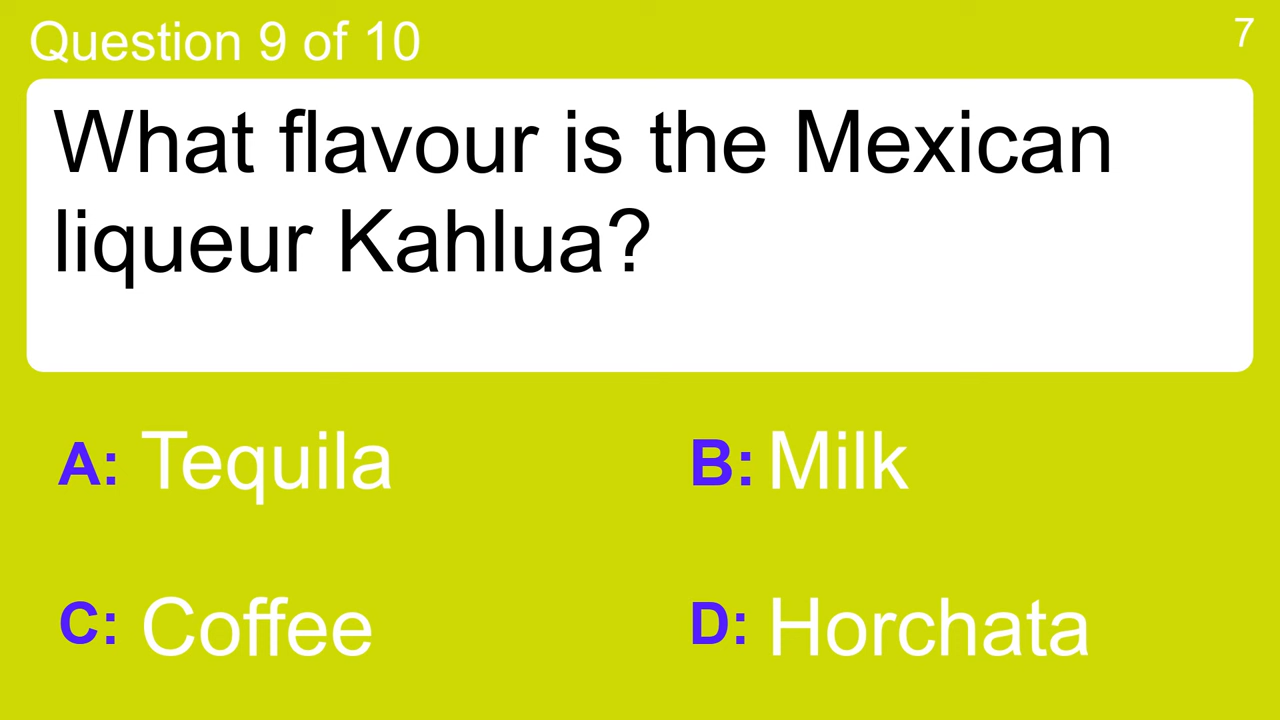 Question 9 of 10
7
What flavour is the Mexican
liqueur Kahlua?
A: Tequila
B: Milk
C: Coffee
D: Horchata